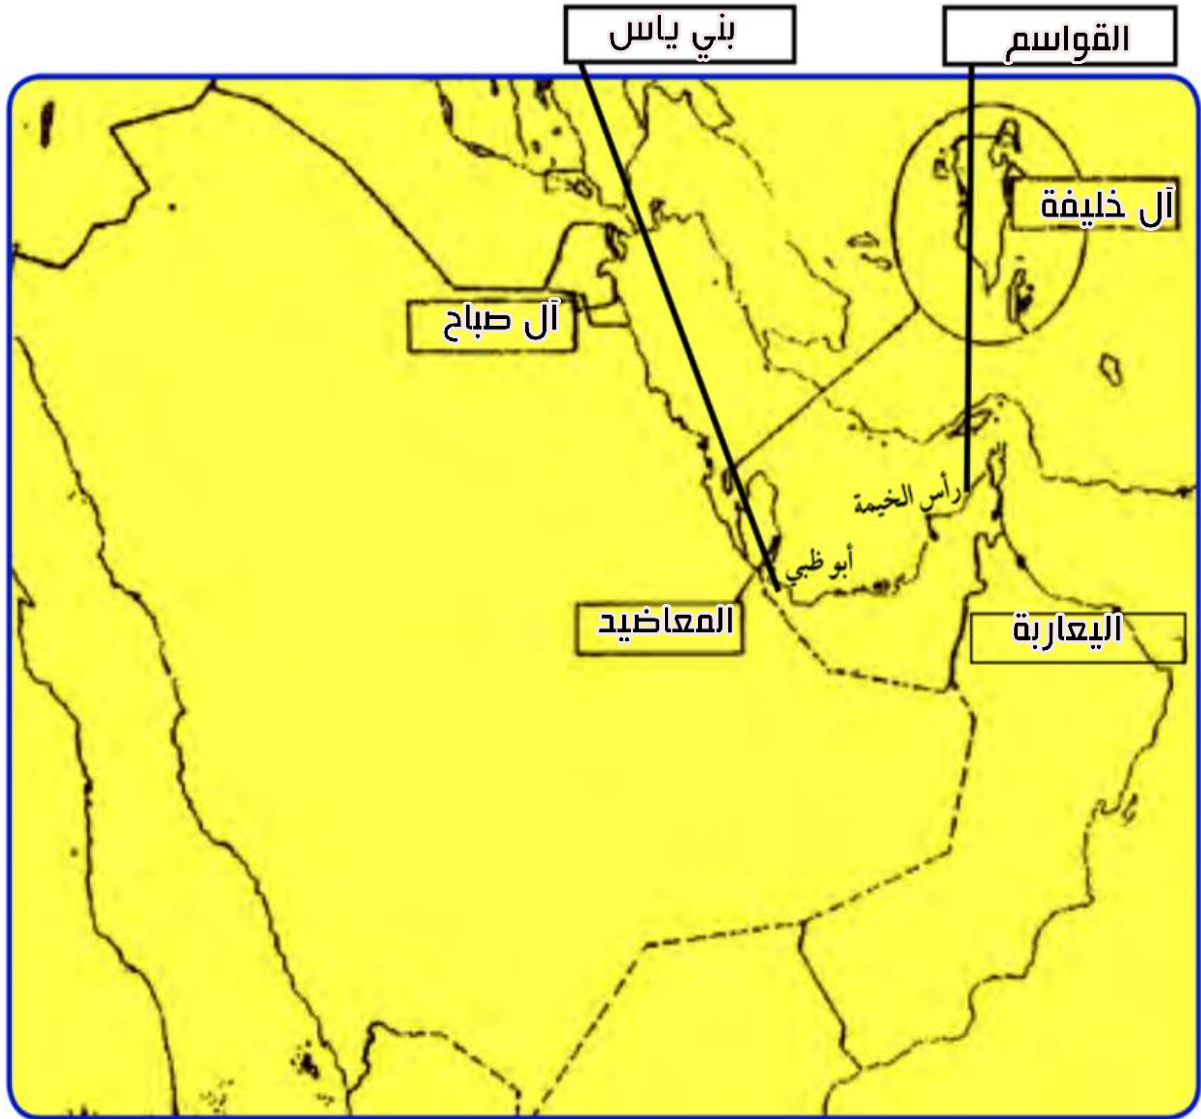 بني ياس
القواسم
آل خليفة
آل صباح
رأس الخيمة
أبو ظبي
المعاضيد
اليعاربة